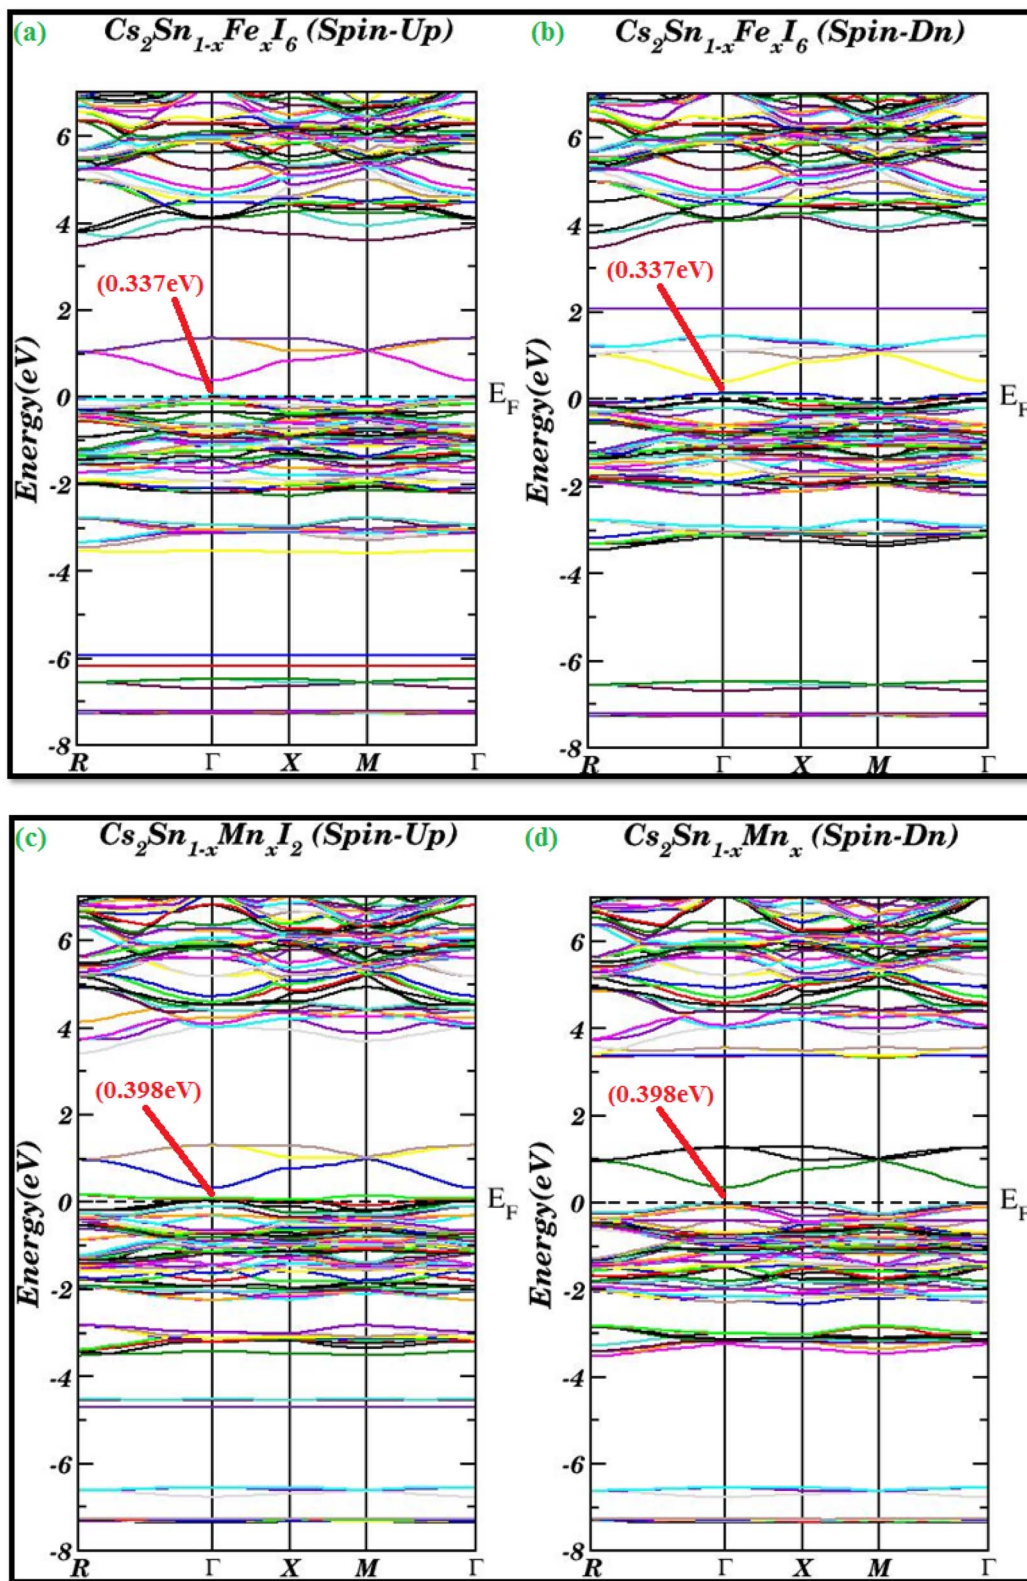 (a) Cs2Sn1-xFexI6 (Spin-Up)
(b) Cs2Sn1-xFexI6 (Spin-Dn)
6
4
2
0
-2
-4
-6
-8
Energy(eV)
(0.337eV)
EF
R Γ X M Γ
6
4
2
0
-2
-4
-6
-8
Energy(eV)
(0.337eV)
EF
R Γ X M Γ
(c) Cs2Sn1-xMnxI2 (Spin-Up)
(d) Cs2Sn1-xMnx (Spin-Dn)
6
4
2
0
-2
-4
-6
-8
Energy(eV)
(0.398eV)
EF
R Γ X M Γ
6
4
2
0
-2
-4
-6
-8
Energy(eV)
(0.398eV)
EF
R Γ X M Γ